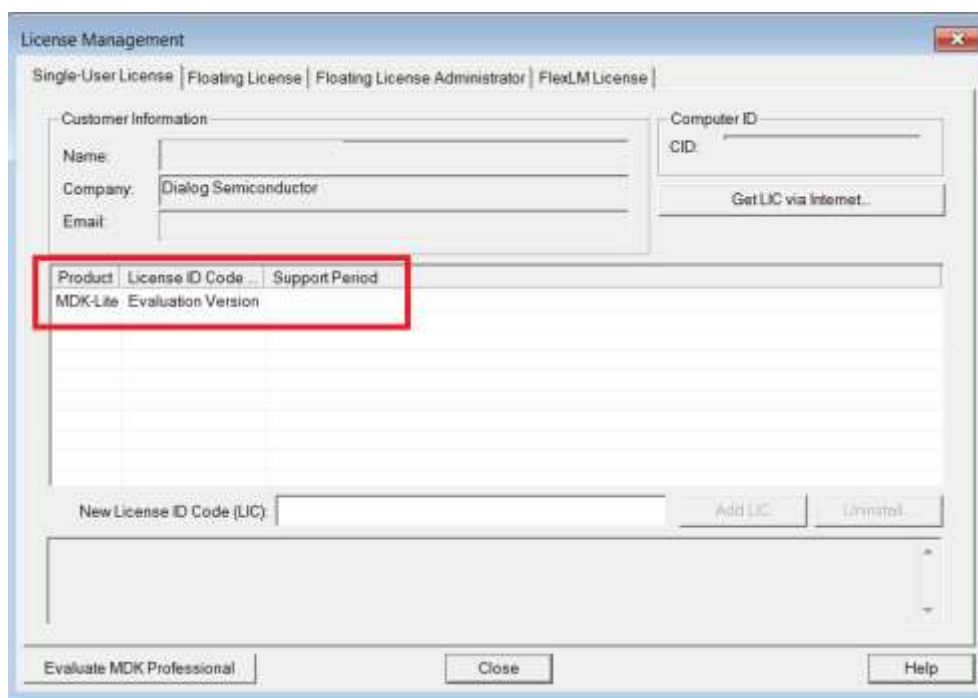 License Management
Single-User License Floating License Floating License Administrator FlexLM License
Customer Information
Name:
Company: Dialog Semiconductor
Email:
Computer ID
CID:
Get LIC via Internet...
Product License ID Code ... Support Period
MDK-Lite Evaluation Version
New License ID Code (LIC):
Add LIC
Uninstall...
Evaluate MDK Professional
Close
Help